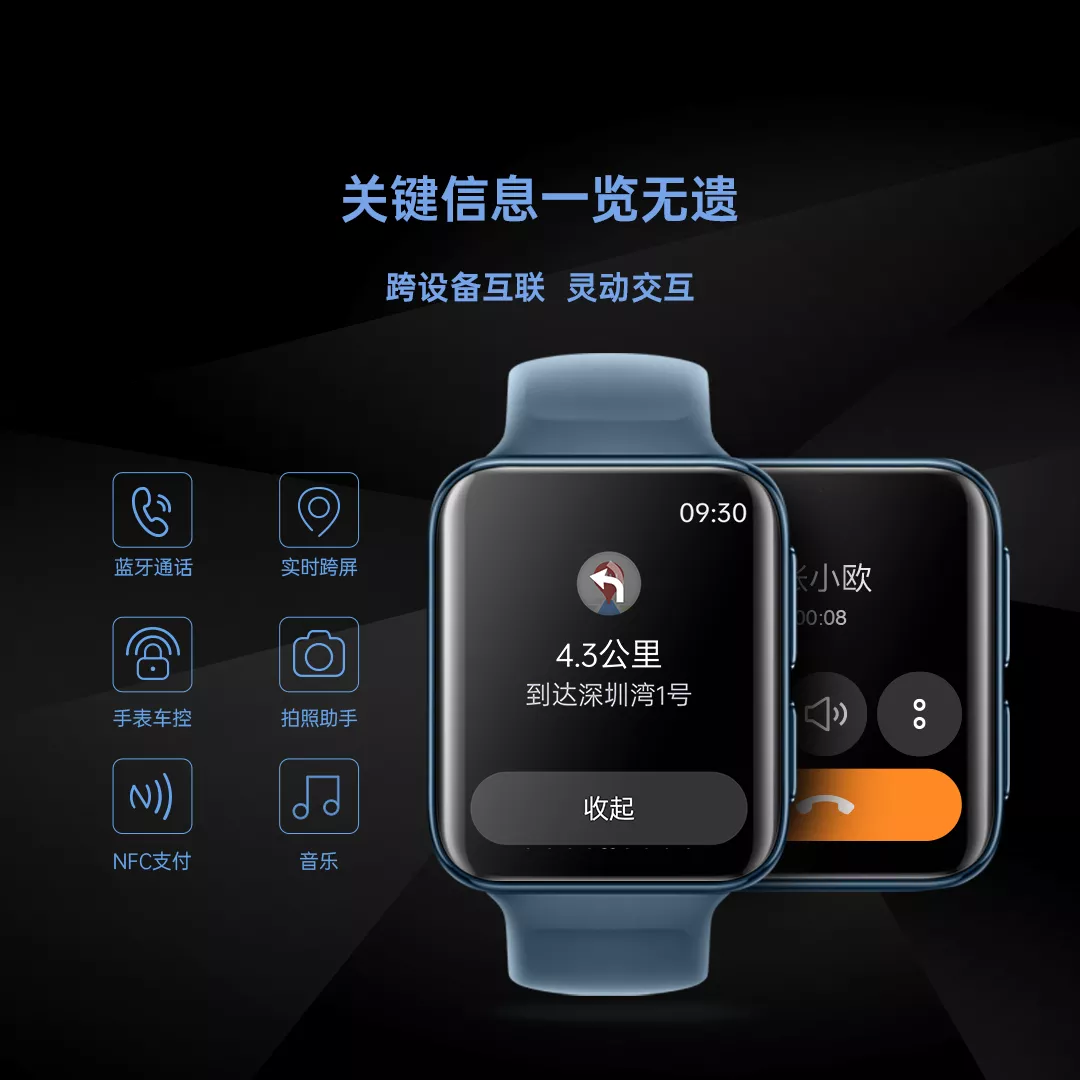 关键信息一览无遗
跨设备互联 灵动交互
蓝牙通话
实时跨屏
手表车控
拍照助手
NFC支付
音乐
09:30
4.3公里
到达深圳湾1号
收起
小欧
00:08